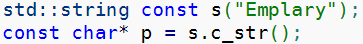 std::string const s("Emplary");
const char* p = s.c_str();